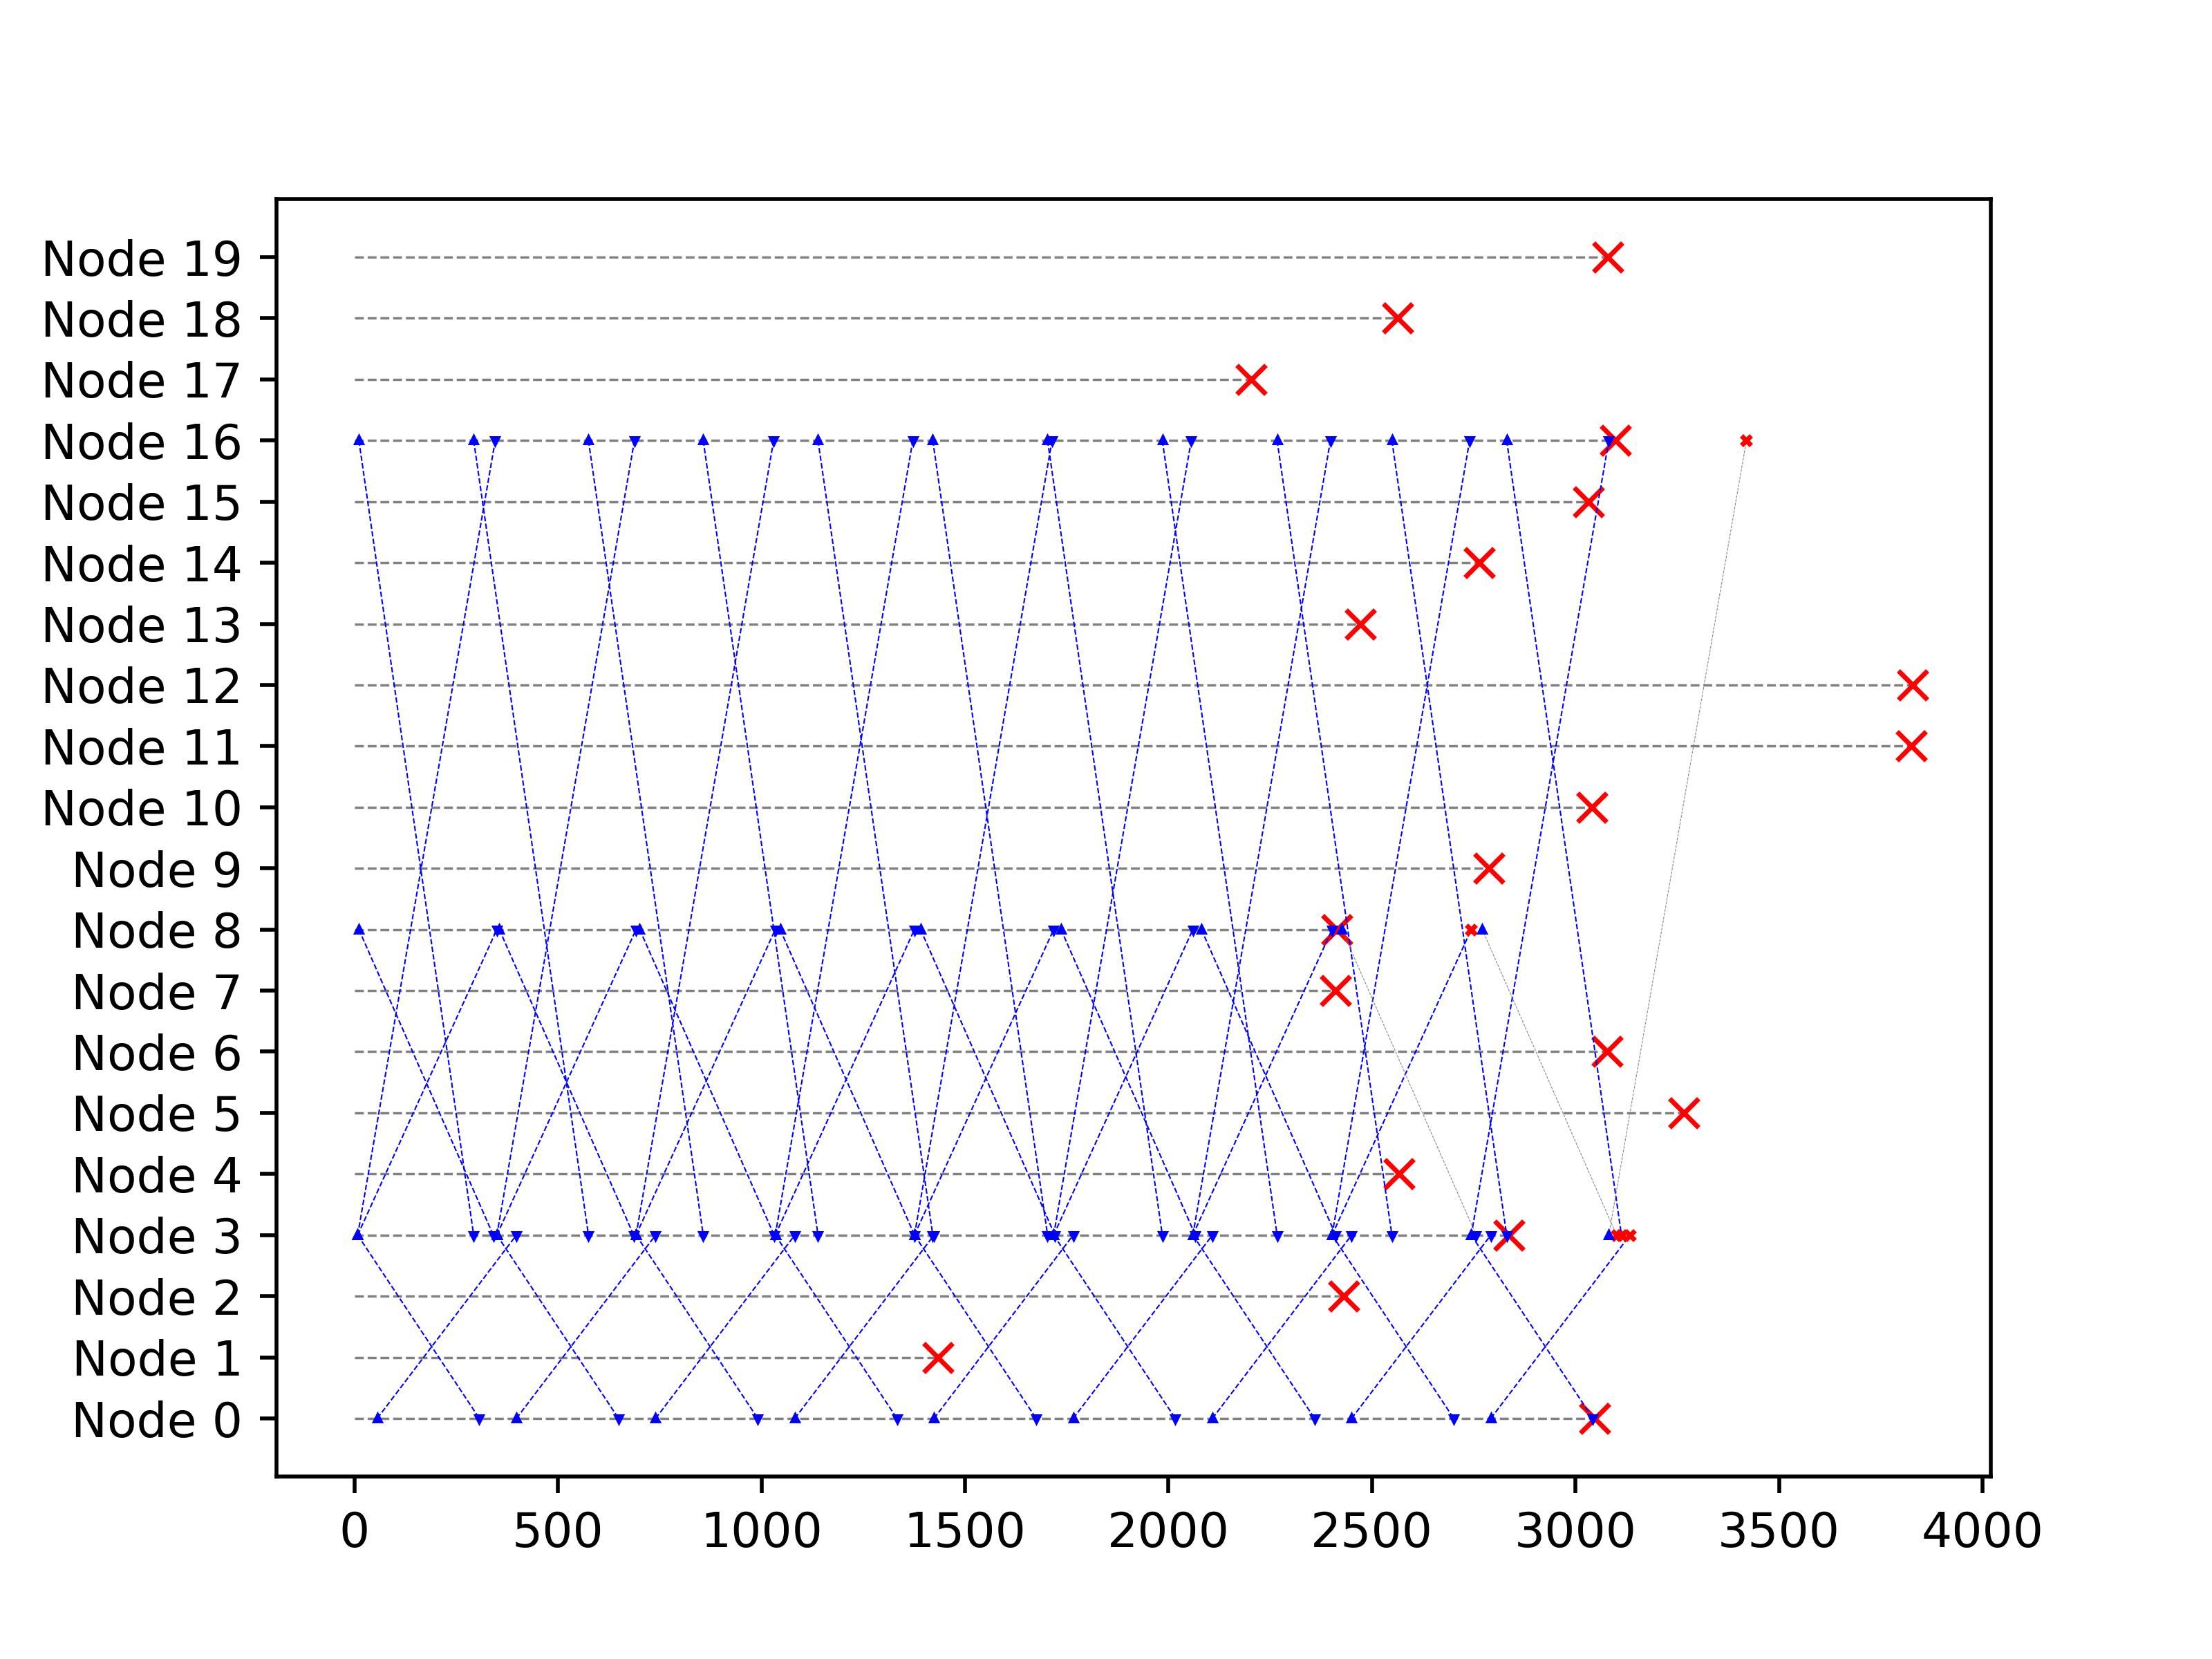 Node 19
Node 18
Node 17
Node 16
Node 15
Node 14
Node 13
Node 12
Node 11
Node 10
Node 9
Node 8
Node 7
Node 6
Node 5
Node 4
Node 3
Node 2
Node 1
Node 0
0 500 1000 1500 2000 2500 3000 3500 4000